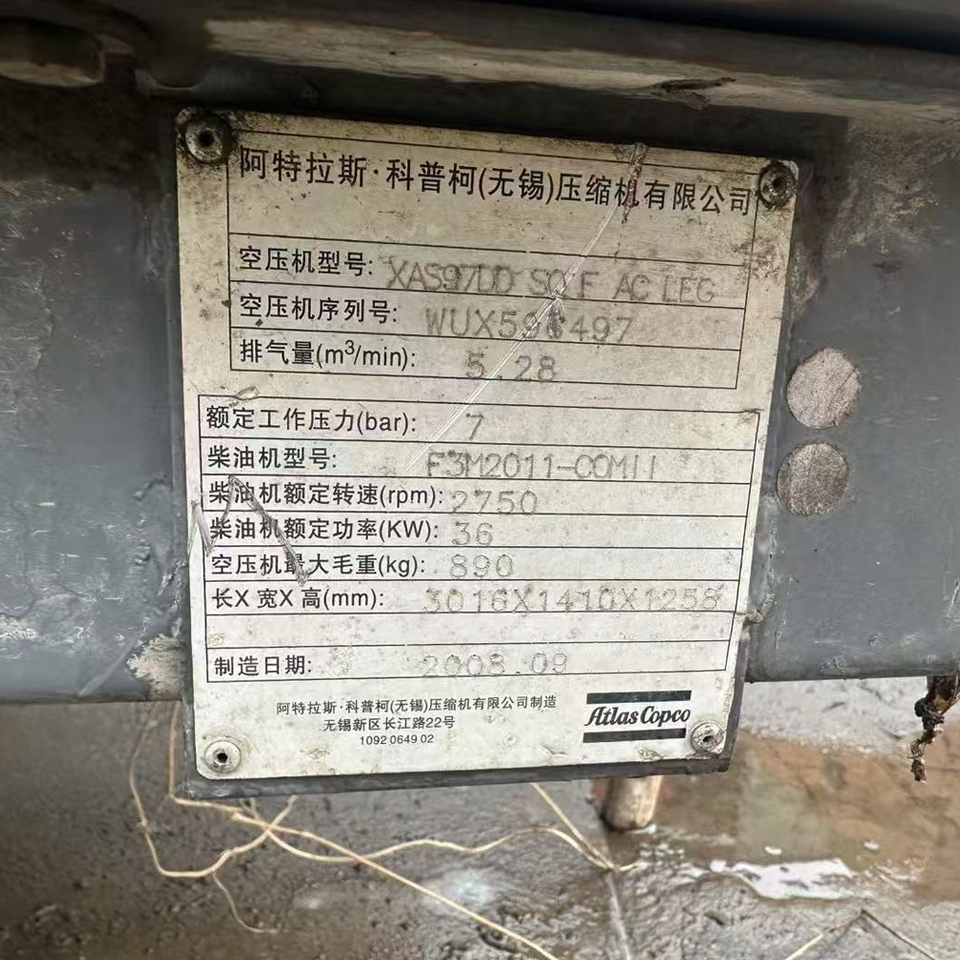 阿特拉斯·科普柯(无锡)压缩机有限公司
空压机型号: XAS97DD SQLF AC LEG
空压机序列号:
排气量(m³/min): 5.28
额定工作压力(bar): 7
柴油机型号: F3M2011-COMII
柴油机额定转速(rpm): 2750
柴油机额定功率(KW): 36
空压机最大毛重(kg): 890
长X 宽X 高(mm): 3016X1410X1258
制造日期: 2008.09
阿特拉斯·科普柯(无锡)压缩机有限公司制造
无锡新区长江路22号
1092 0649 02
Atlas Copco